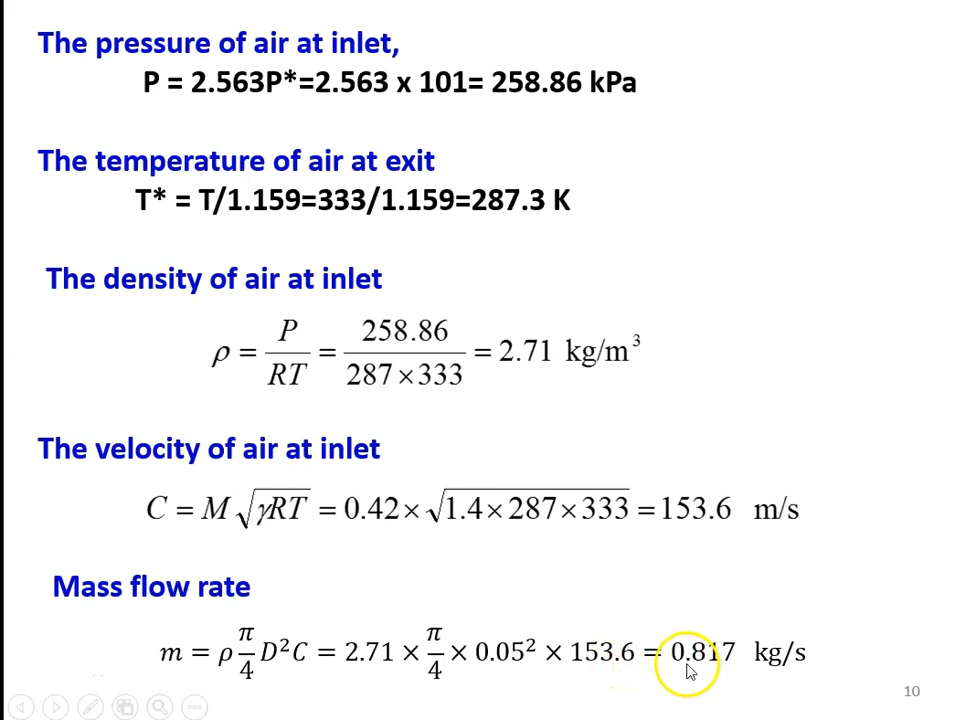 The pressure of air at inlet,
P = 2.563P*=2.563 x 101= 258.86 kPa
The temperature of air at exit
T* = T/1.159=333/1.159=287.3 K
The density of air at inlet
ρ = P/RT = 258.86/287×333 = 2.71 kg/m³
The velocity of air at inlet
C = M√γRT = 0.42×√1.4×287×333 = 153.6 m/s
Mass flow rate
m = ρ π/4 D²C = 2.71 × π/4 × 0.05² × 153.6 = 0.817 kg/s
10